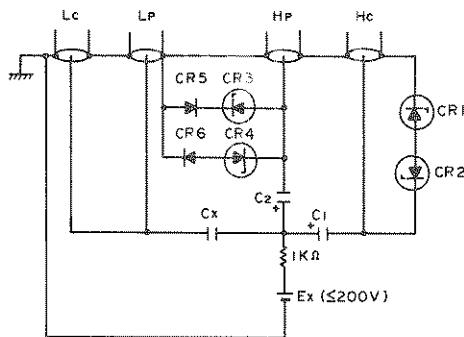 Lc Lp Hp Hc
CR5 CR3
CR1
CR6 CR4
CR2
C2
+
Cx
+ C1
1KΩ
Ex (≤200V)